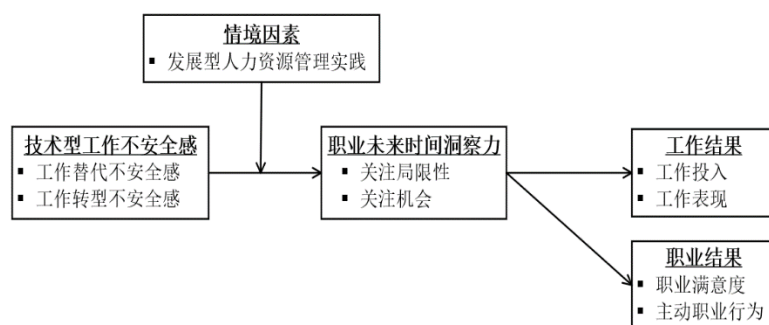 情境因素
▪ 发展型人力资源管理实践
技术型工作不安全感
▪ 工作替代不安全感
▪ 工作转型不安全感
职业未来时间洞察力
▪ 关注局限性
▪ 关注机会
工作结果
▪ 工作投入
▪ 工作表现
职业结果
▪ 职业满意度
▪ 主动职业行为